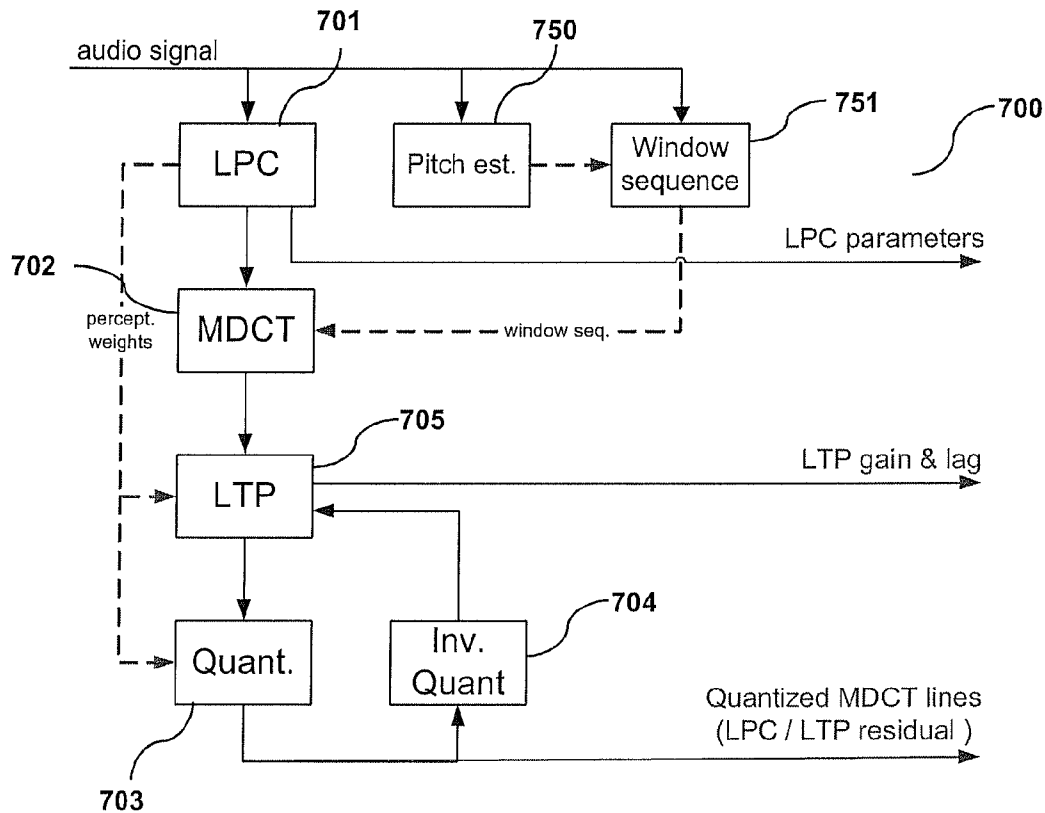 701
750
audio signal
751
700
LPC
Pitch est.
Window
sequence
LPC parameters
702
percept.
weights
MDCT
window seq.
705
LTP gain & lag
LTP
704
Quant.
Inv.
Quant
Quantized MDCT lines
(LPC / LTP residual )
703